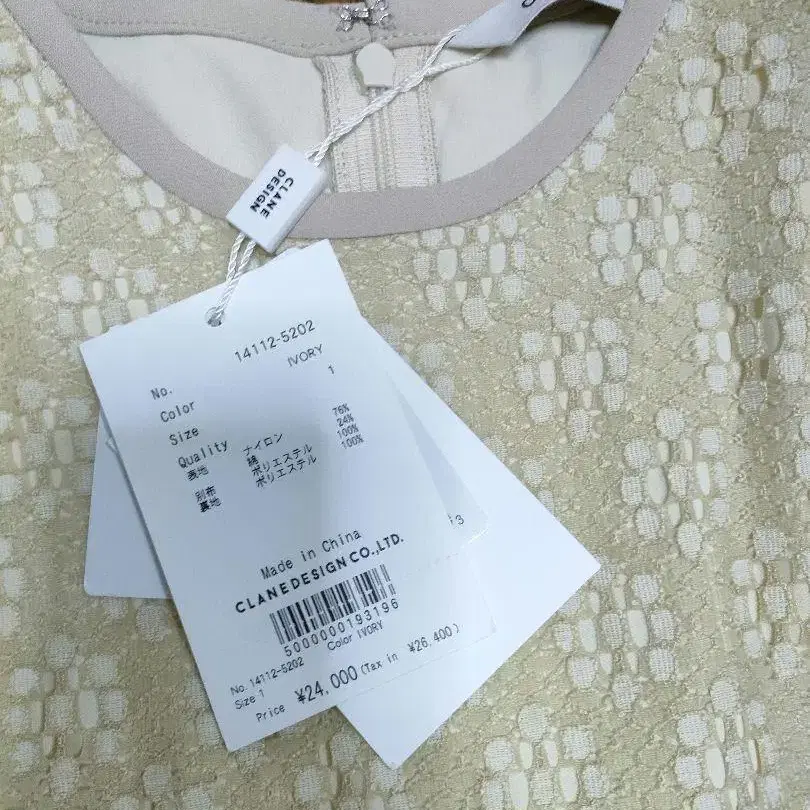 CLANE
DESIGN
No. 14112-5202
Color IVORY
Size 1
Quality
表地 ナイロン 76%
綿 24%
別布 ポリエステル 100%
裏地 ポリエステル 100%
Made in China
CLANEDESIGN CO.,LTD.
5000000193196
No. 14112-5202 Color IVORY
Size 1
Price ¥24,000 (Tax in ¥26,400)